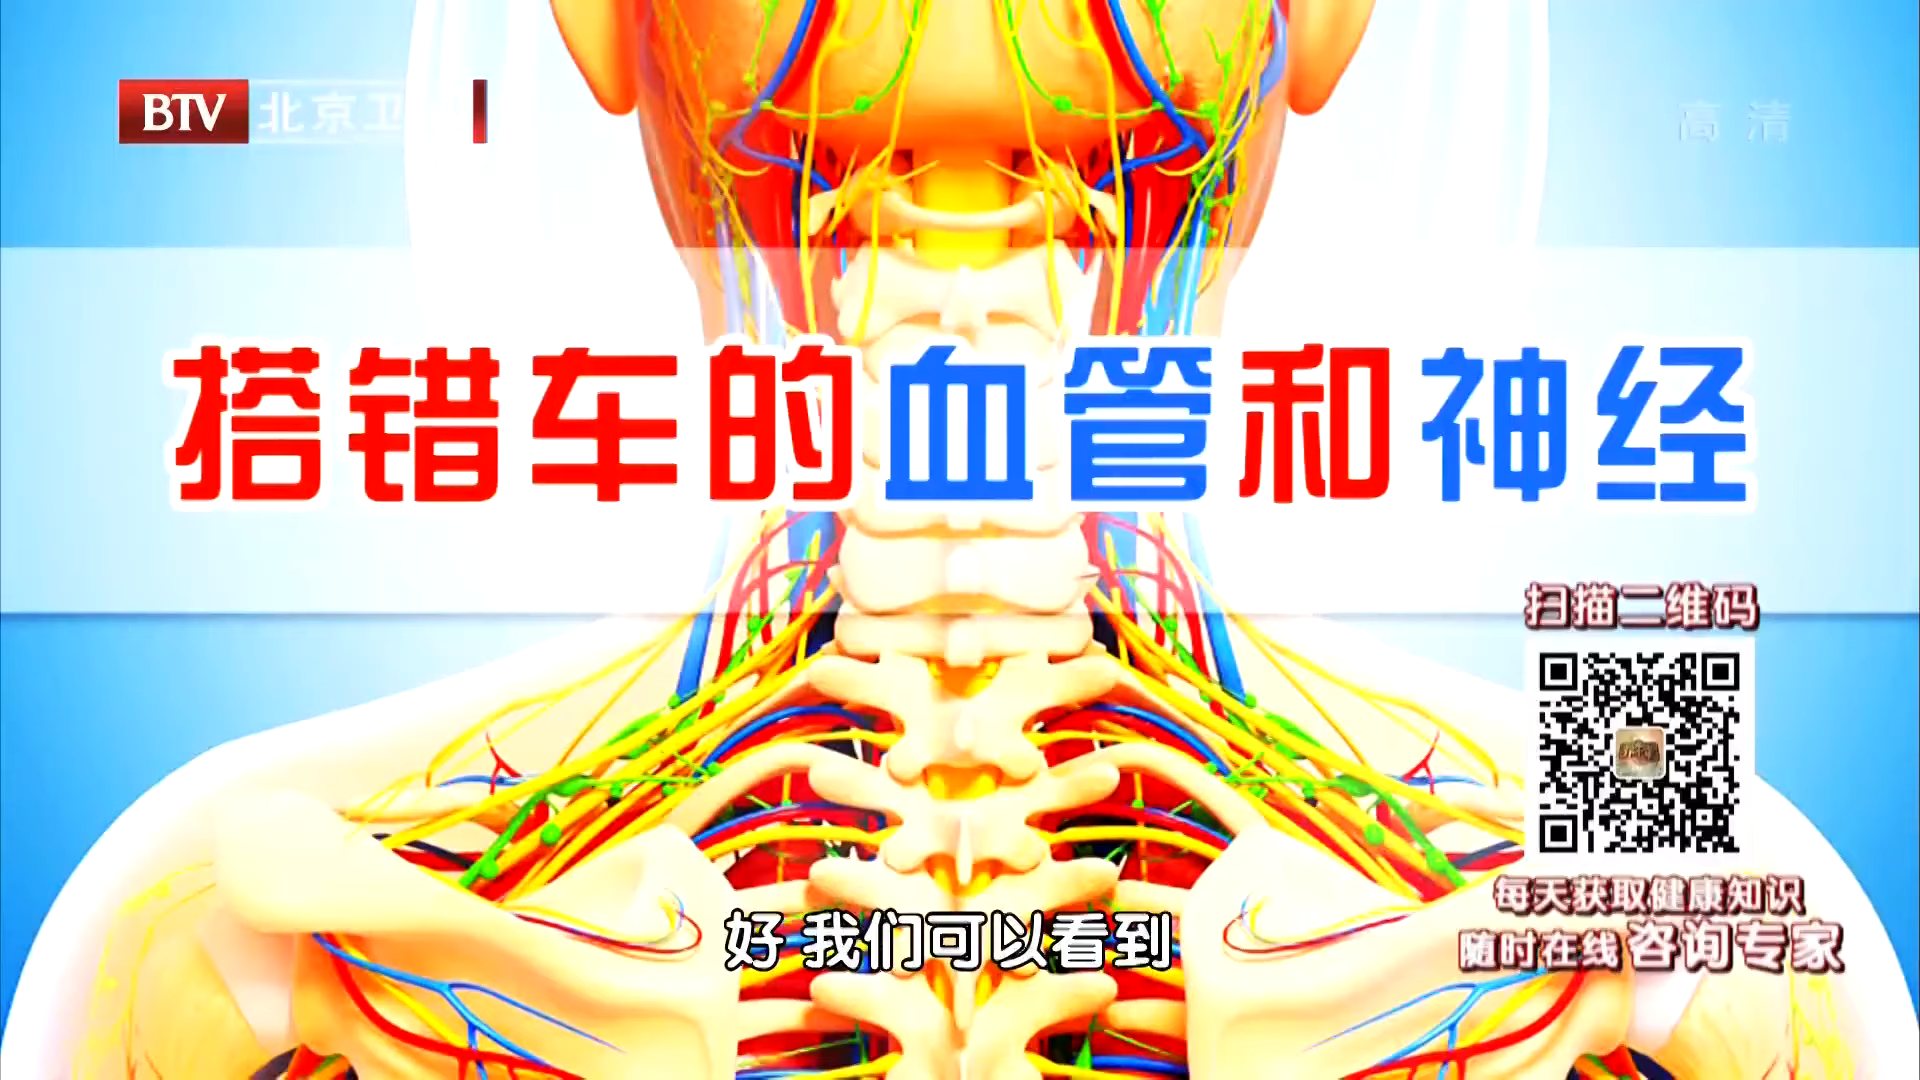 BTV 北京卫
高清
搭错车的血管和神经
扫描二维码
每天获取健康知识
随时在线 咨询专家
好 我们可以看到